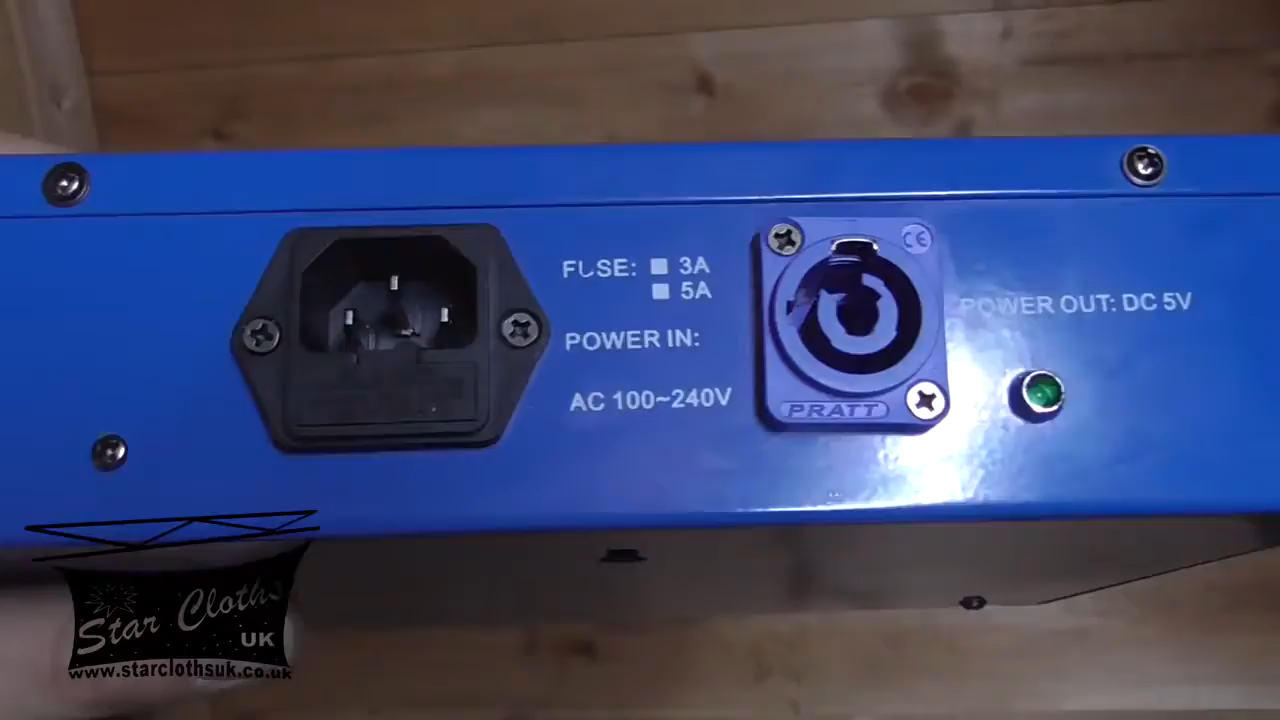 FUSE: 3A
5A
POWER IN:
AC 100~240V
CE
PRATT
POWER OUT: DC 5V
Star Cloths
UK
www.starclothsuk.co.uk